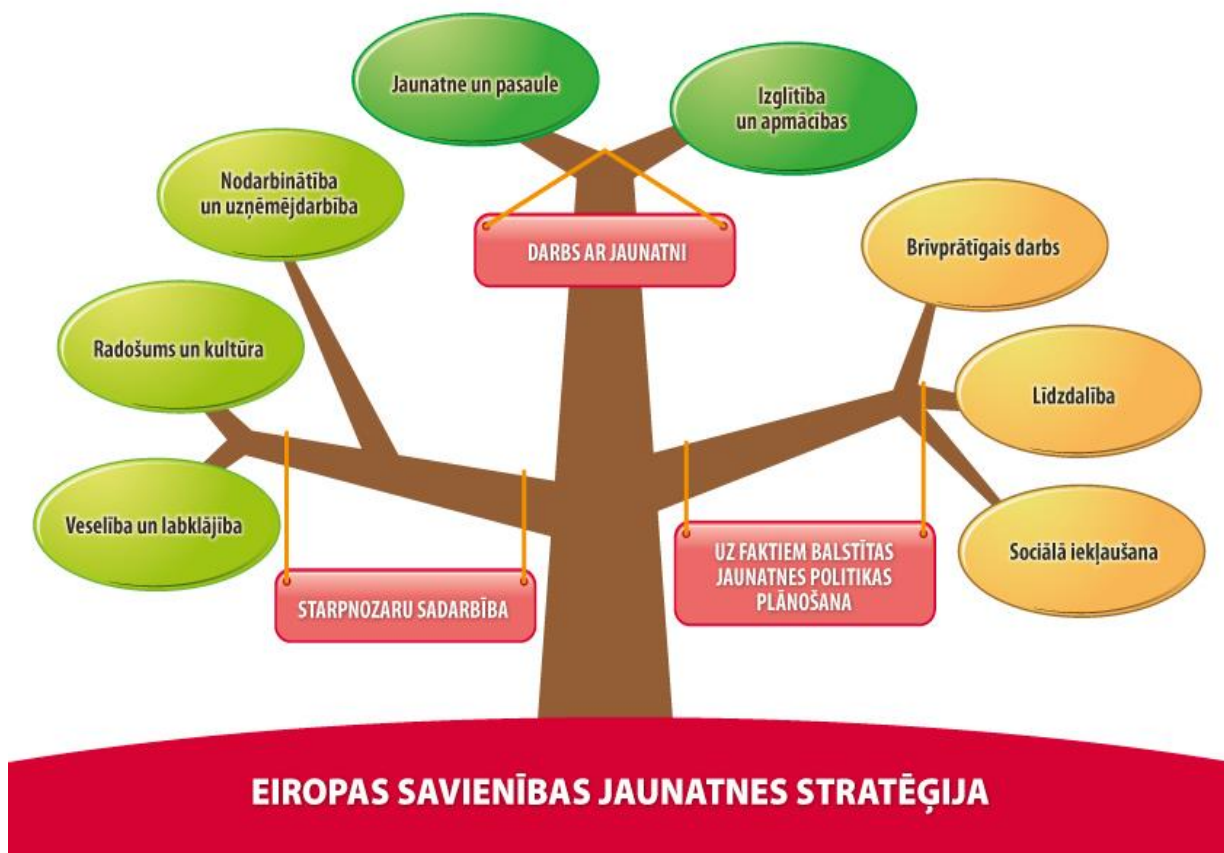 Jaunatne un pasaule
Izglītība
un apmācības
Nodarbinātība
un uzņēmējdarbība
DARBS AR JAUNATNI
Brīvprātīgais darbs
Radošums un kultūra
Līdzdalība
Veselība un labklājība
Sociālā iekļaušana
STARPNOZARU SADARBĪBA
UZ FAKTIEM BALSTĪTAS
JAUNATNES POLITIKAS
PLĀNOŠANA
EIROPAS SAVIENĪBAS JAUNATNES STRATĒĢIJA